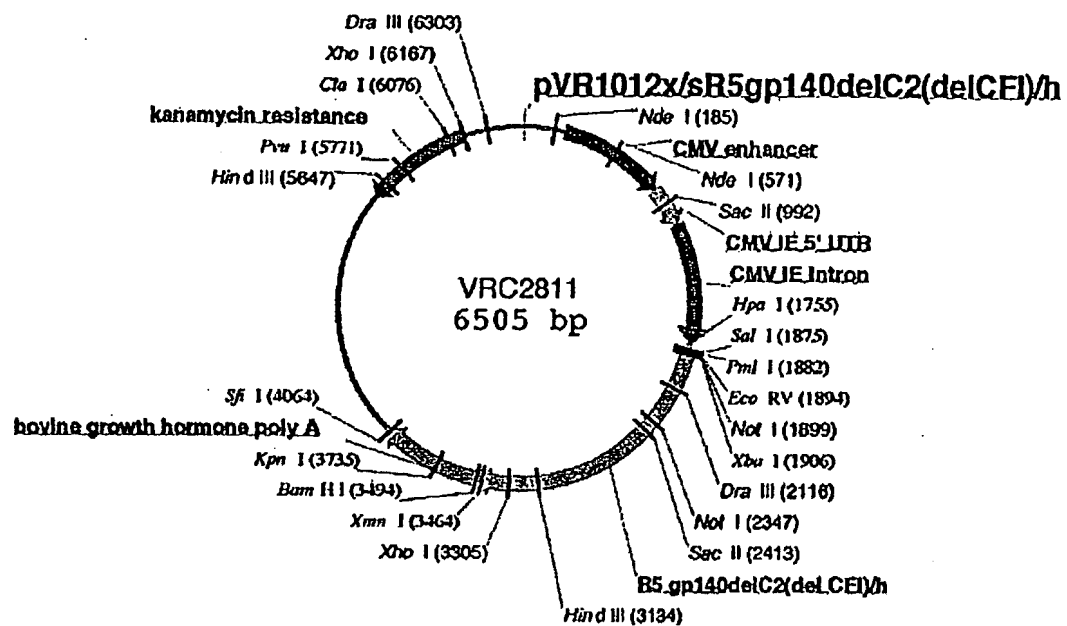 Dra III (6303)
Xho I (6167)
Cla I (6076)
kanamycin resistance
Pvu I (5771)
Hind III (5647)
pVR1012x/sR5gp140delC2(delCFI)/h
Nde I (185)
CMV enhancer
Nde I (571)
Sac II (992)
CMV IE 5' UTR
CMV IE Intron
Hpa I (1755)
Sal I (1875)
Pml I (1882)
Eco RV (1894)
Not I (1899)
Xba I (1906)
Dra III (2116)
Not I (2347)
Sac II (2413)
R5 gp140delC2(del CFI)/h
Hind III (3134)
VRC2811
6505 bp
Sfi I (4064)
bovine growth hormone poly A
Kpn I (3735)
Bam H I (3494)
Xmn I (3464)
Xho I (3305)